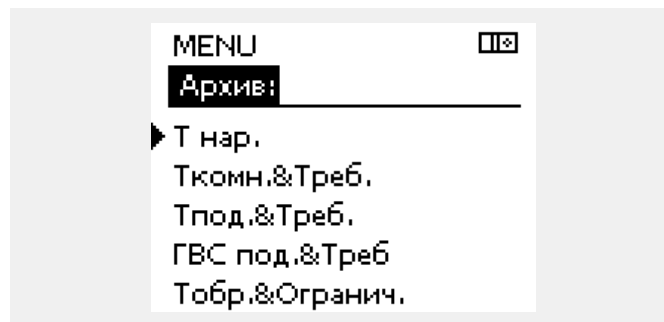 MENU
Архив:
Т нар.
Ткомн.&Треб.
Тпод.&Треб.
ГВС под.&Треб
Тобр.&Огранич.